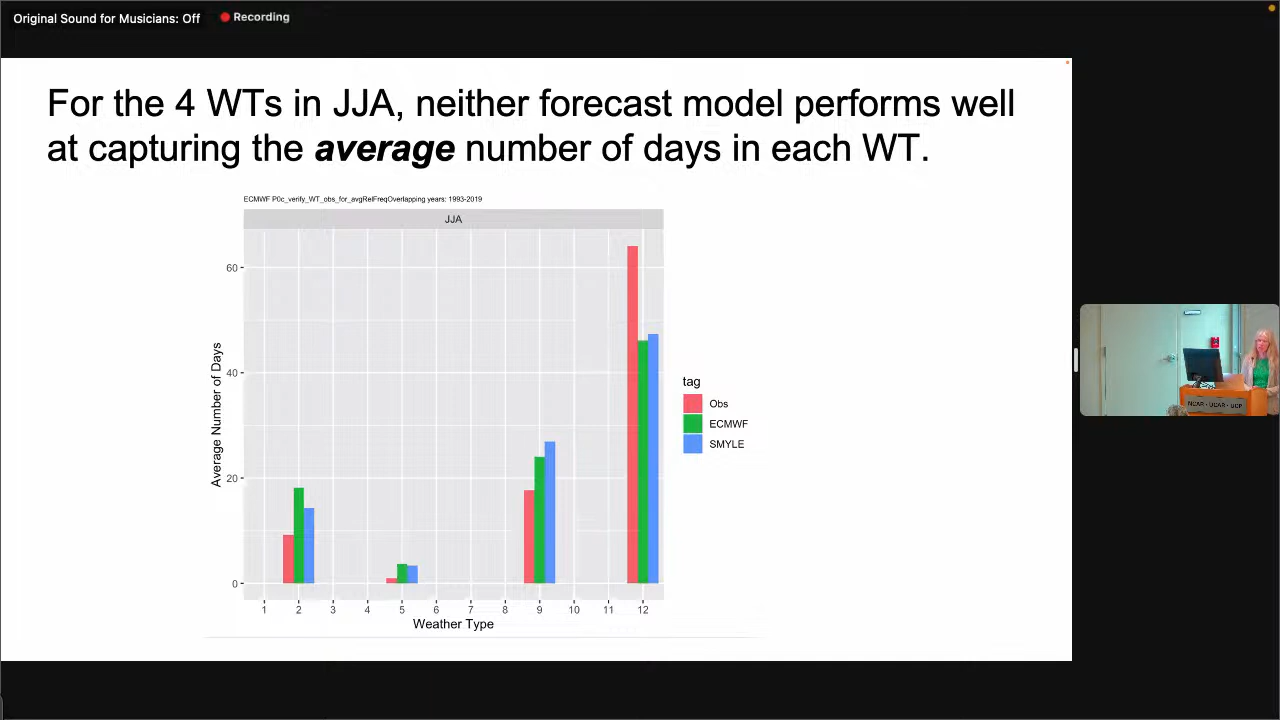 Original Sound for Musicians: Off
Recording
For the 4 WTs in JJA, neither forecast model performs well
at capturing the average number of days in each WT.
ECMWF P0c_verify_WT_obs_for_avgRelFreqOverlapping years: 1993-2019
JJA
60
40
20
0
Average Number of Days
1 2 3 4 5 6 7 8 9 10 11 12
Weather Type
tag
Obs
ECMWF
SMYLE
NCAR - UCAR - UCP